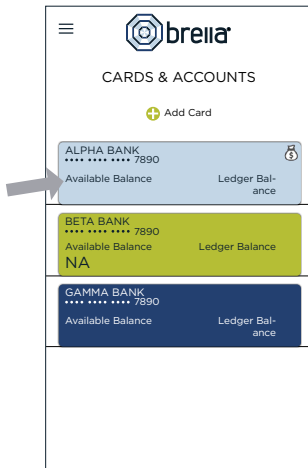 brella
CARDS & ACCOUNTS
Add Card
ALPHA BANK
•••• •••• •••• 7890
Available Balance Ledger Bal-
ance
BETA BANK
•••• •••• •••• 7890
Available Balance Ledger Balance
NA
GAMMA BANK
•••• •••• •••• 7890
Available Balance Ledger Bal-
ance